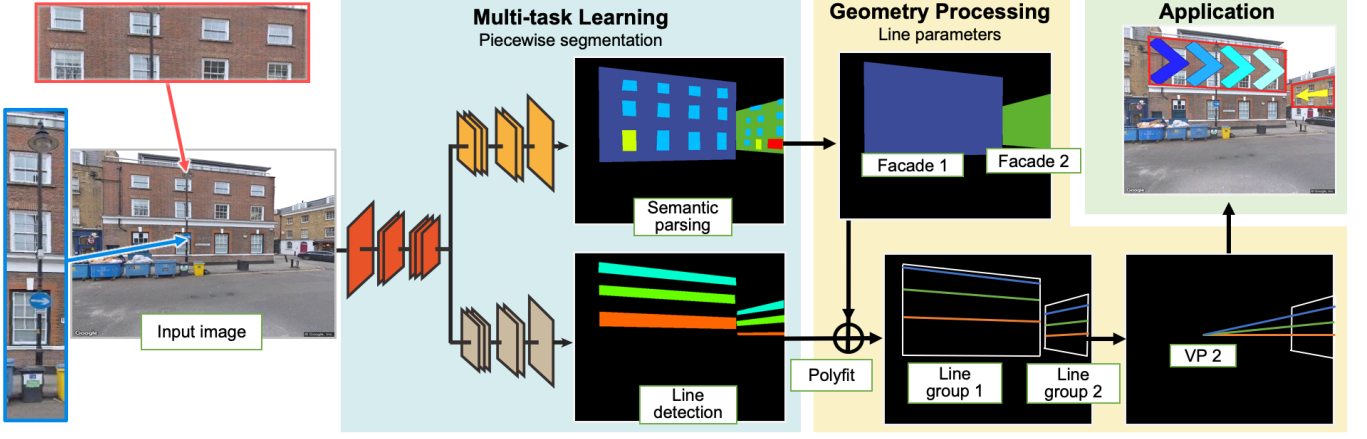 Multi-task Learning
Piecewise segmentation
Geometry Processing
Line parameters
Application
Facade 1
Facade 2
Semantic
parsing
Google
Input image
Google
Polyfit
Line
group 1
Line
group 2
VP 2
Line
detection